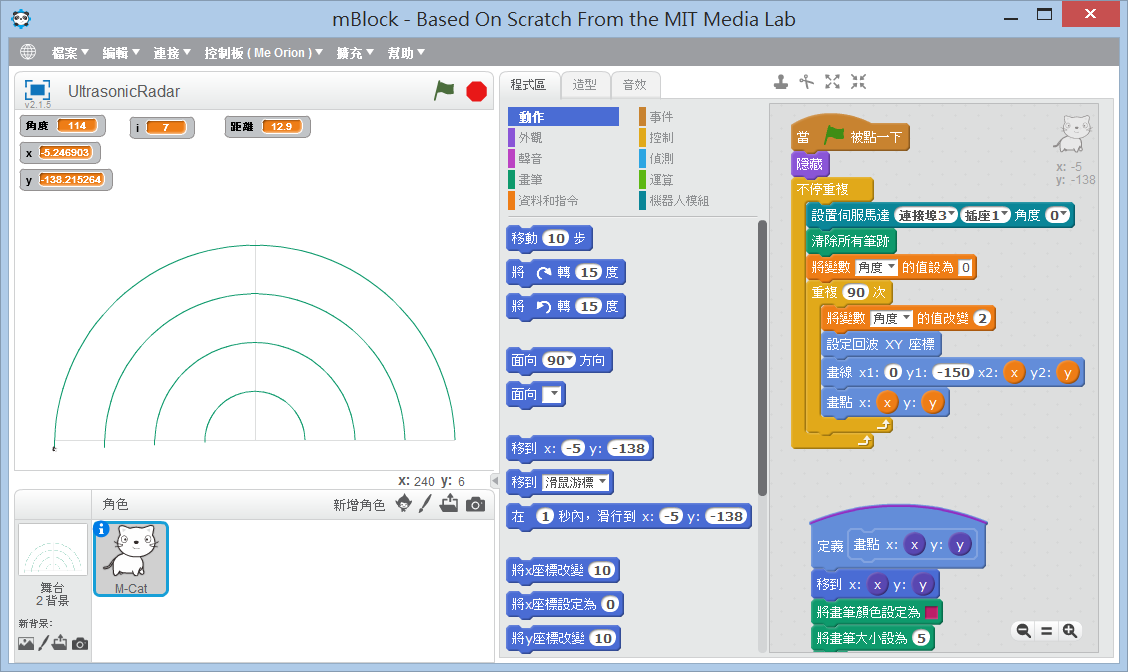 mBlock - Based On Scratch From the MIT Media Lab
檔案 編輯 連接 控制板 ( Me Orion ) 擴充 幫助
v2.1.5
UltrasonicRadar
角度 114
i 7
距離 12.9
x -5.246903
y -138.215264
x: 240 y: 6
角色
新增角色
舞台
2 背景
新背景:
M-Cat
程式區 造型 音效
動作 事件
外觀 控制
聲音 偵測
畫筆 運算
資料和指令 機器人模組
移動 10 步
將 轉 15 度
將 轉 15 度
面向 90 方向
面向
移到 x: -5 y: -138
移到 滑鼠游標
在 1 秒內，滑行到 x: -5 y: -138
將x座標改變 10
將x座標設定為 0
將y座標改變 10
x: -5
y: -138
當 被點一下
隱藏
不停重複
設置伺服馬達 連接埠3 插座1 角度 0
清除所有筆跡
將變數 角度 的值設為 0
重複 90 次
將變數 角度 的值改變 2
設定回波 XY 座標
畫線 x1: 0 y1: -150 x2: x y2: y
畫點 x: x y: y
定義 畫點 x: x y: y
移到 x: x y: y
將畫筆顏色設定為
將畫筆大小設為 5